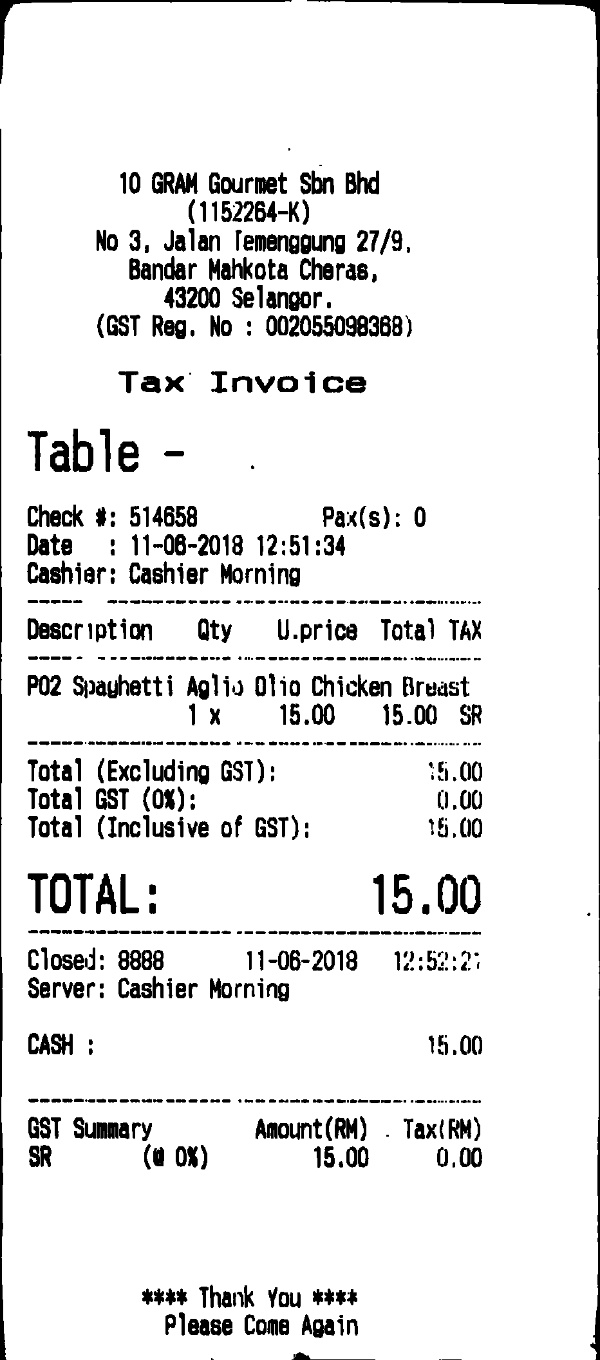 10 GRAM Gourmet Sbn Bhd
(1152264-K)
No 3, Jalan Temenggung 27/9,
Bandar Mahkota Cheras,
43200 Selangor.
(GST Reg. No : 002055098368)
Tax Invoice
Table -
Check #: 514658 Pax(s): 0
Date : 11-06-2018 12:51:34
Cashier: Cashier Morning
Description Qty U.price Total TAX
P02 Spaghetti Aglio Olio Chicken Breast
1 x 15.00 15.00 SR
Total (Excluding GST): 15.00
Total GST (0%): 0.00
Total (Inclusive of GST): 15.00
TOTAL: 15.00
Closed: 8888 11-06-2018
Server: Cashier Morning
CASH : 15.00
GST Summary Amount(RM) Tax(RM)
SR (@ 0%) 15.00 0.00
**** Thank You ****
Please Come Again